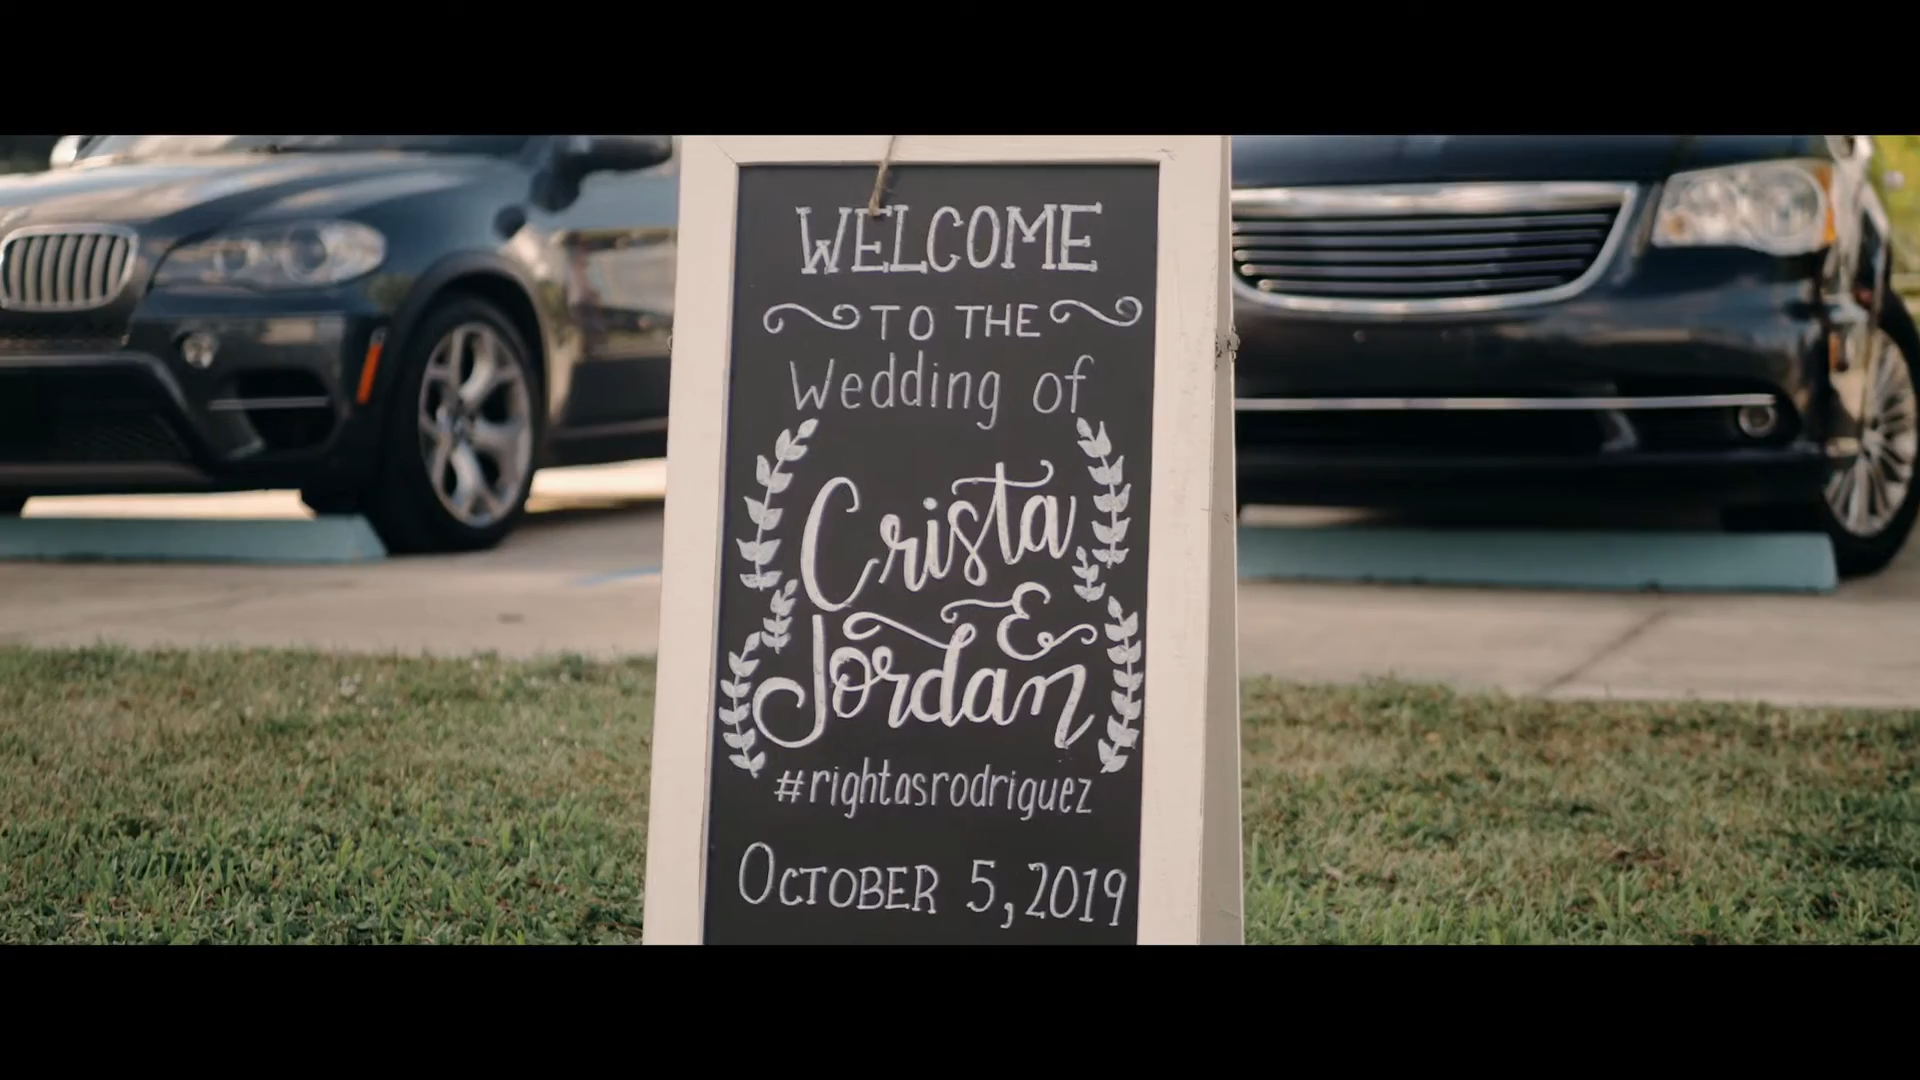 WELCOME
TO THE
Wedding of
Crista
&
Jordan
#rightasrodriguez
OCTOBER 5, 2019